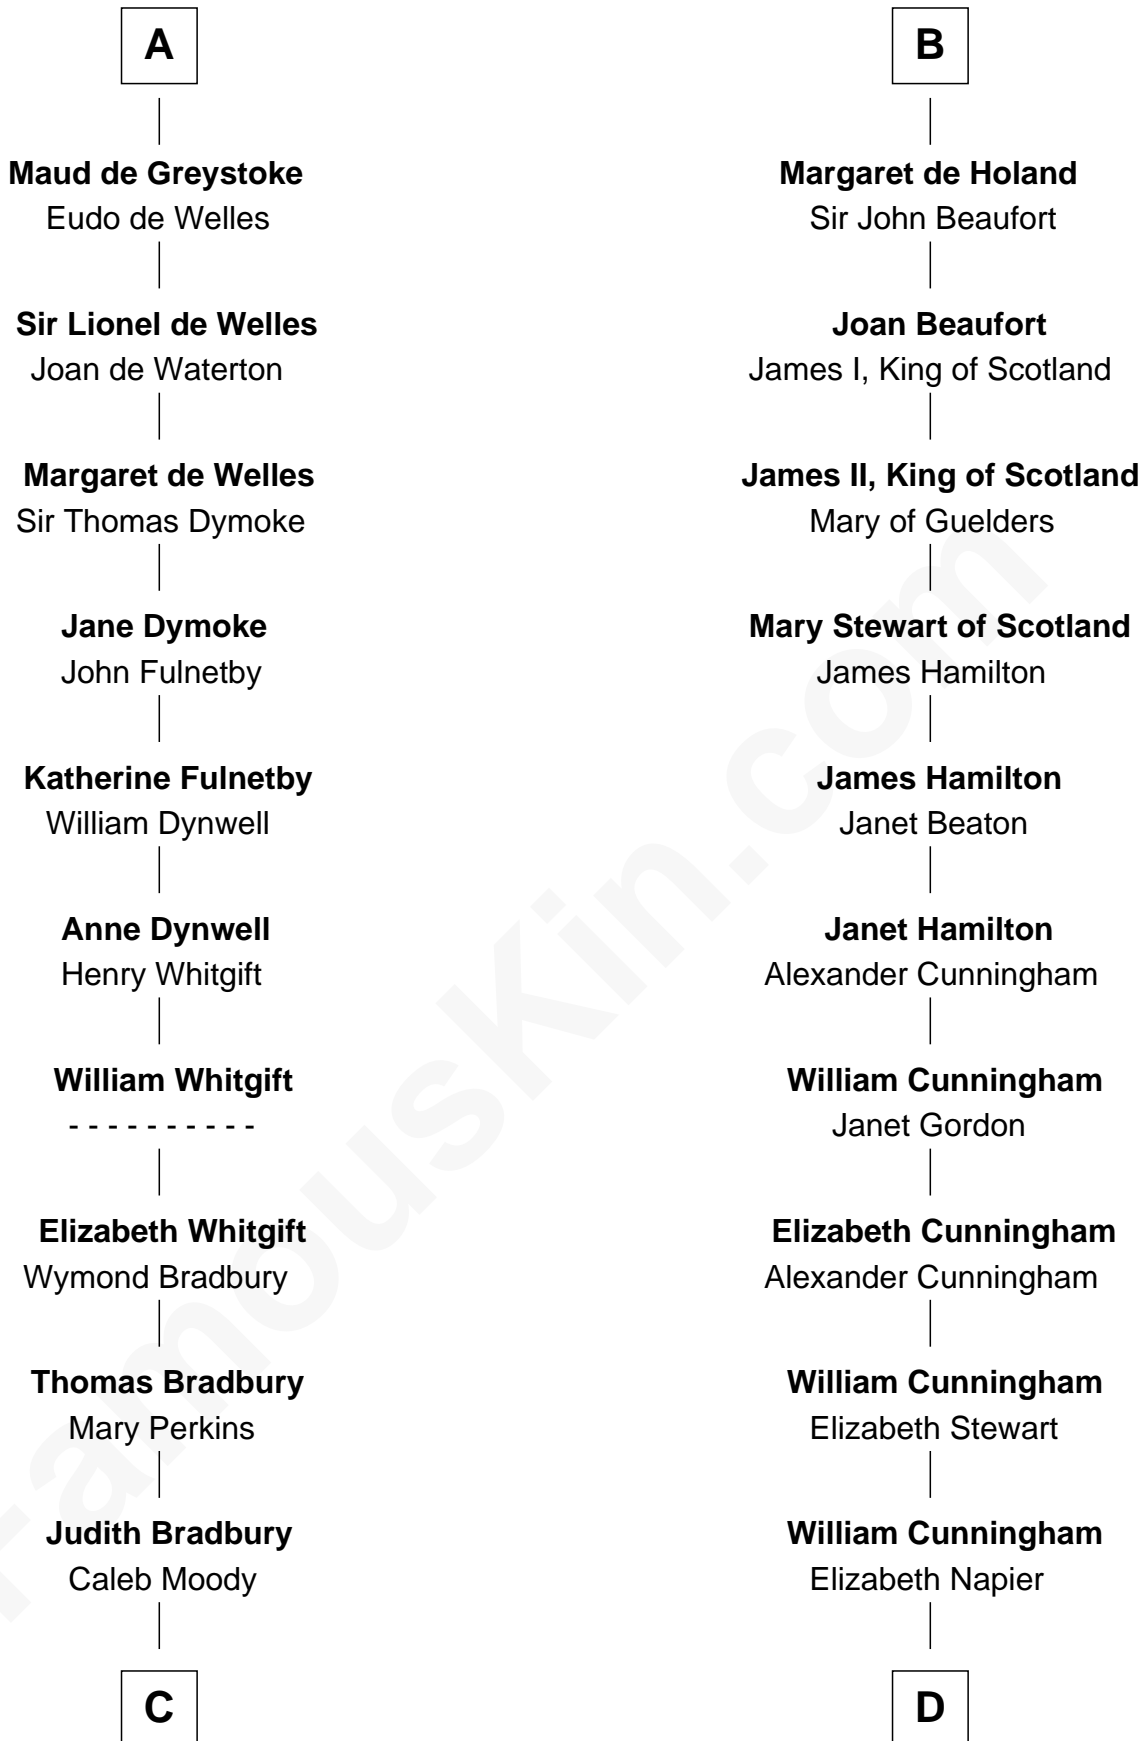 A
Maud de Greystoke
Eudo de Welles
Sir Lionel de Welles
Joan de Waterton
Margaret de Welles
Sir Thomas Dymoke
Jane Dymoke
John Fulnetby
Katherine Fulnetby
William Dynwell
Anne Dynwell
Henry Whitgift
William Whitgift
- - - - - - - - - -
Elizabeth Whitgift
Wymond Bradbury
Thomas Bradbury
Mary Perkins
Judith Bradbury
Caleb Moody
C
B
Margaret de Holand
Sir John Beaufort
Joan Beaufort
James I, King of Scotland
James II, King of Scotland
Mary of Guelders
Mary Stewart of Scotland
James Hamilton
James Hamilton
Janet Beaton
Janet Hamilton
Alexander Cunningham
William Cunningham
Janet Gordon
Elizabeth Cunningham
Alexander Cunningham
William Cunningham
Elizabeth Stewart
William Cunningham
Elizabeth Napier
D
FamousKin.com